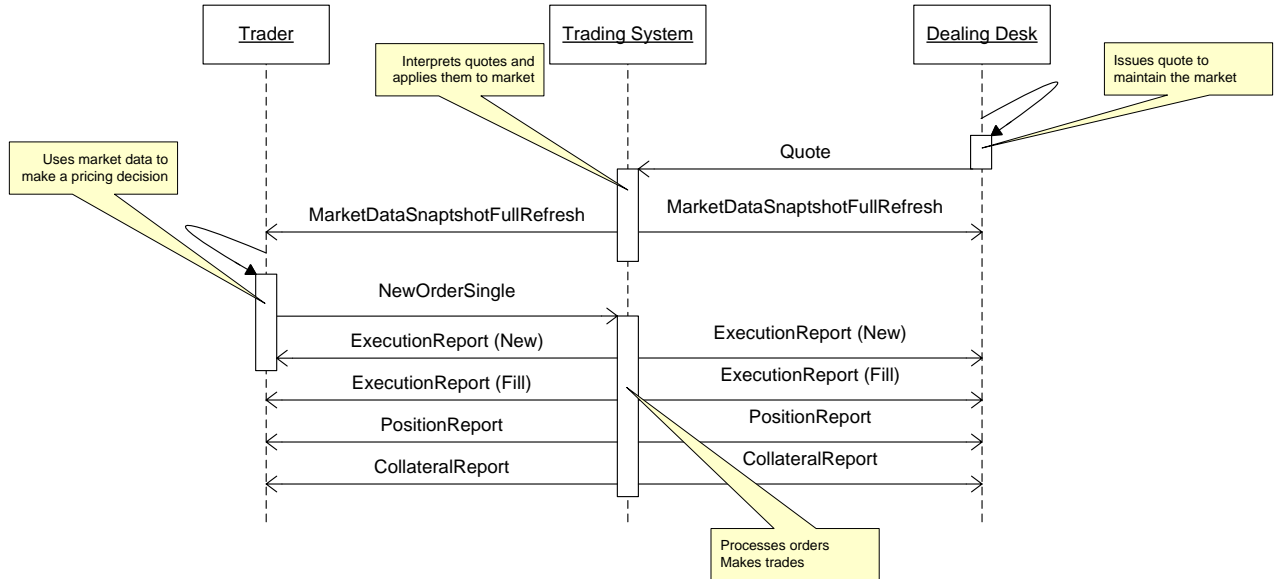 Trader
Trading System
Dealing Desk
Interprets quotes and
applies them to market
Issues quote to
maintain the market
Uses market data to
make a pricing decision
Quote
MarketDataSnaptshotFullRefresh
MarketDataSnaptshotFullRefresh
NewOrderSingle
ExecutionReport (New)
ExecutionReport (New)
ExecutionReport (Fill)
ExecutionReport (Fill)
PositionReport
PositionReport
CollateralReport
CollateralReport
Processes orders
Makes trades